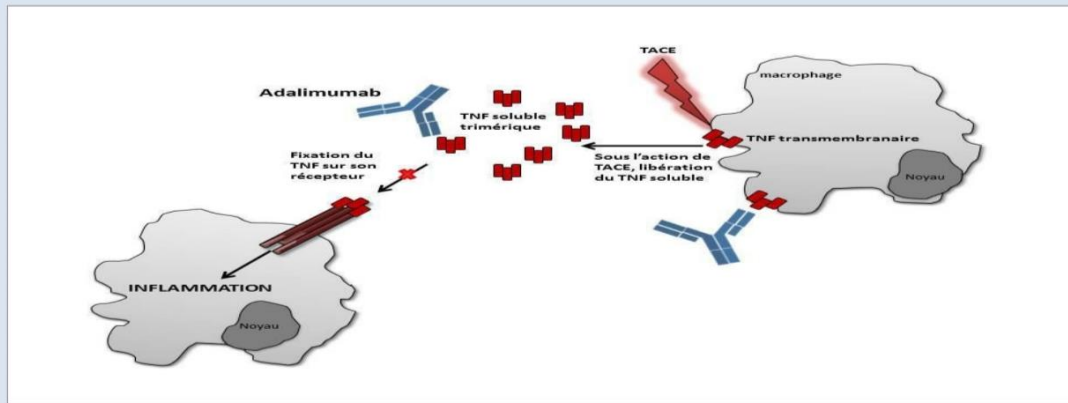 TACE
macrophage
Adalimumab
TNF soluble
trimérique
TNF transmembranaire
Fixation du
TNF sur son
récepteur
Sous l'action de
TACE, libération
du TNF soluble
Noyau
INFLAMMATION
Noyau